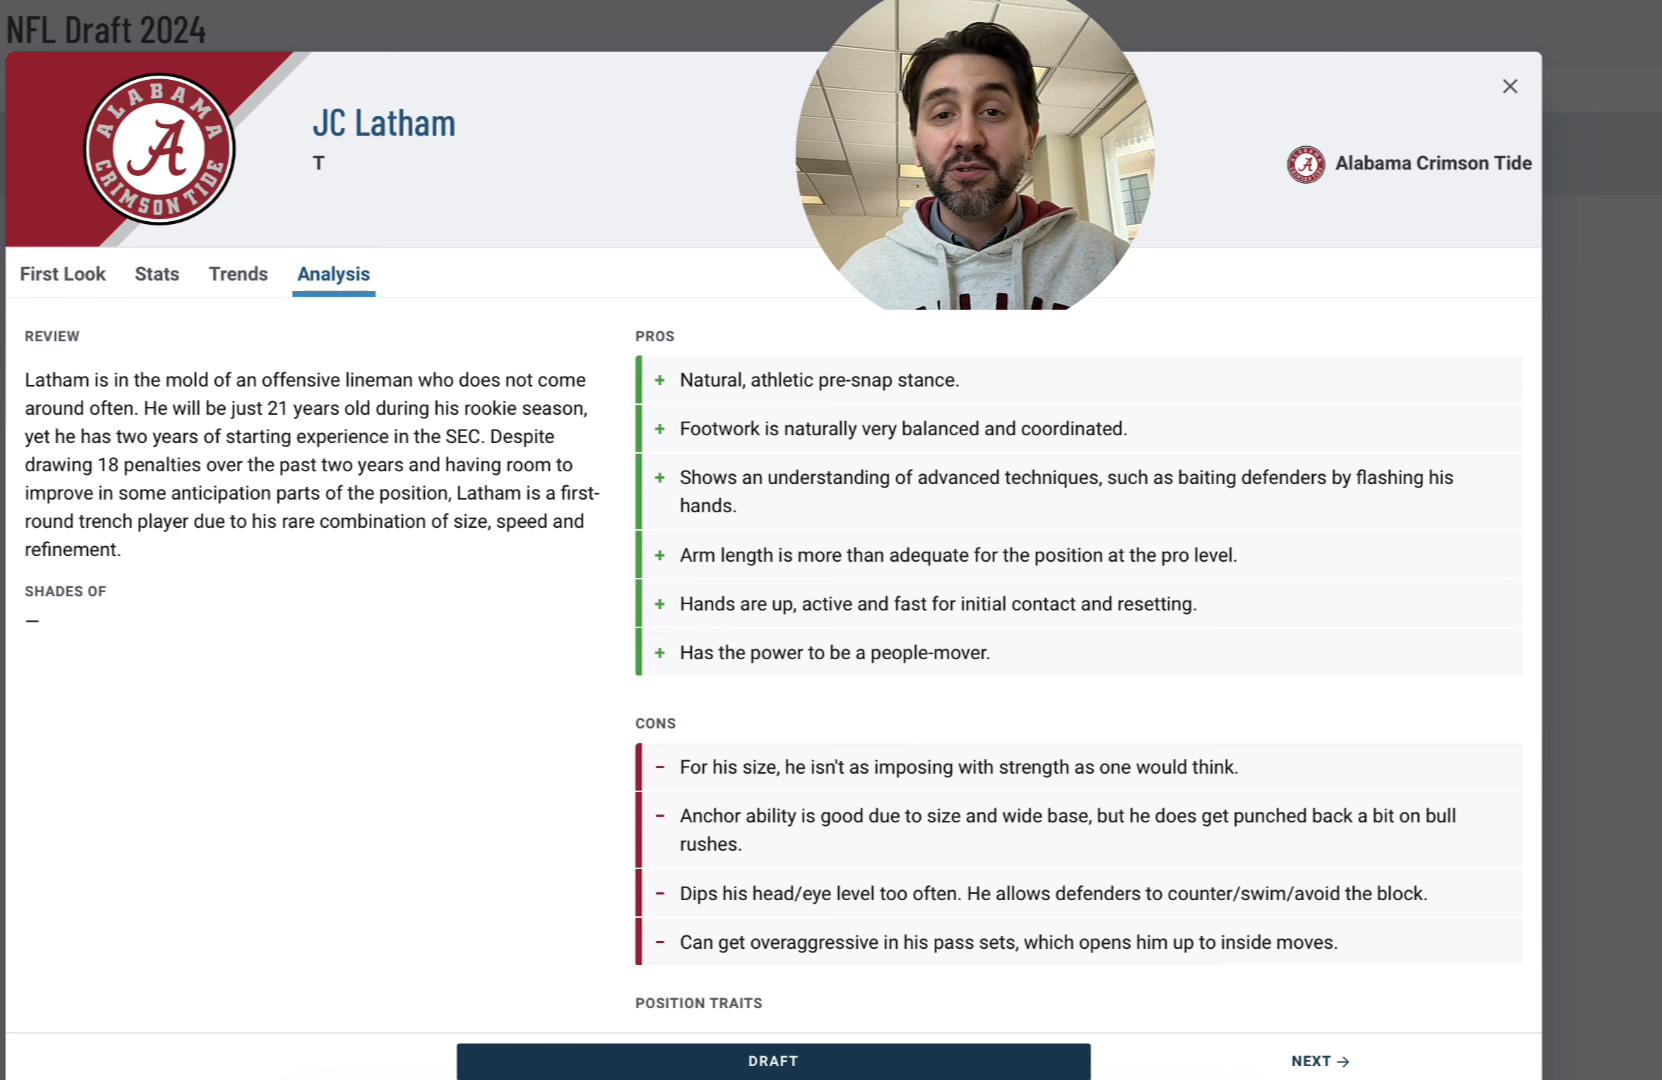 NFL Draft 2024
ALABAMA
A
CRIMSON TIDE
JC Latham
T
ALABAMA
A
CRIMSON TIDE
Alabama Crimson Tide
First Look
Stats
Trends
Analysis
REVIEW
Latham is in the mold of an offensive lineman who does not come
around often. He will be just 21 years old during his rookie season,
yet he has two years of starting experience in the SEC. Despite
drawing 18 penalties over the past two years and having room to
improve in some anticipation parts of the position, Latham is a first-
round trench player due to his rare combination of size, speed and
refinement.
SHADES OF
—
PROS
+ Natural, athletic pre-snap stance.
+ Footwork is naturally very balanced and coordinated.
+ Shows an understanding of advanced techniques, such as baiting defenders by flashing his
hands.
+ Arm length is more than adequate for the position at the pro level.
+ Hands are up, active and fast for initial contact and resetting.
+ Has the power to be a people-mover.
CONS
– For his size, he isn't as imposing with strength as one would think.
– Anchor ability is good due to size and wide base, but he does get punched back a bit on bull
rushes.
– Dips his head/eye level too often. He allows defenders to counter/swim/avoid the block.
– Can get overaggressive in his pass sets, which opens him up to inside moves.
POSITION TRAITS
DRAFT
NEXT →